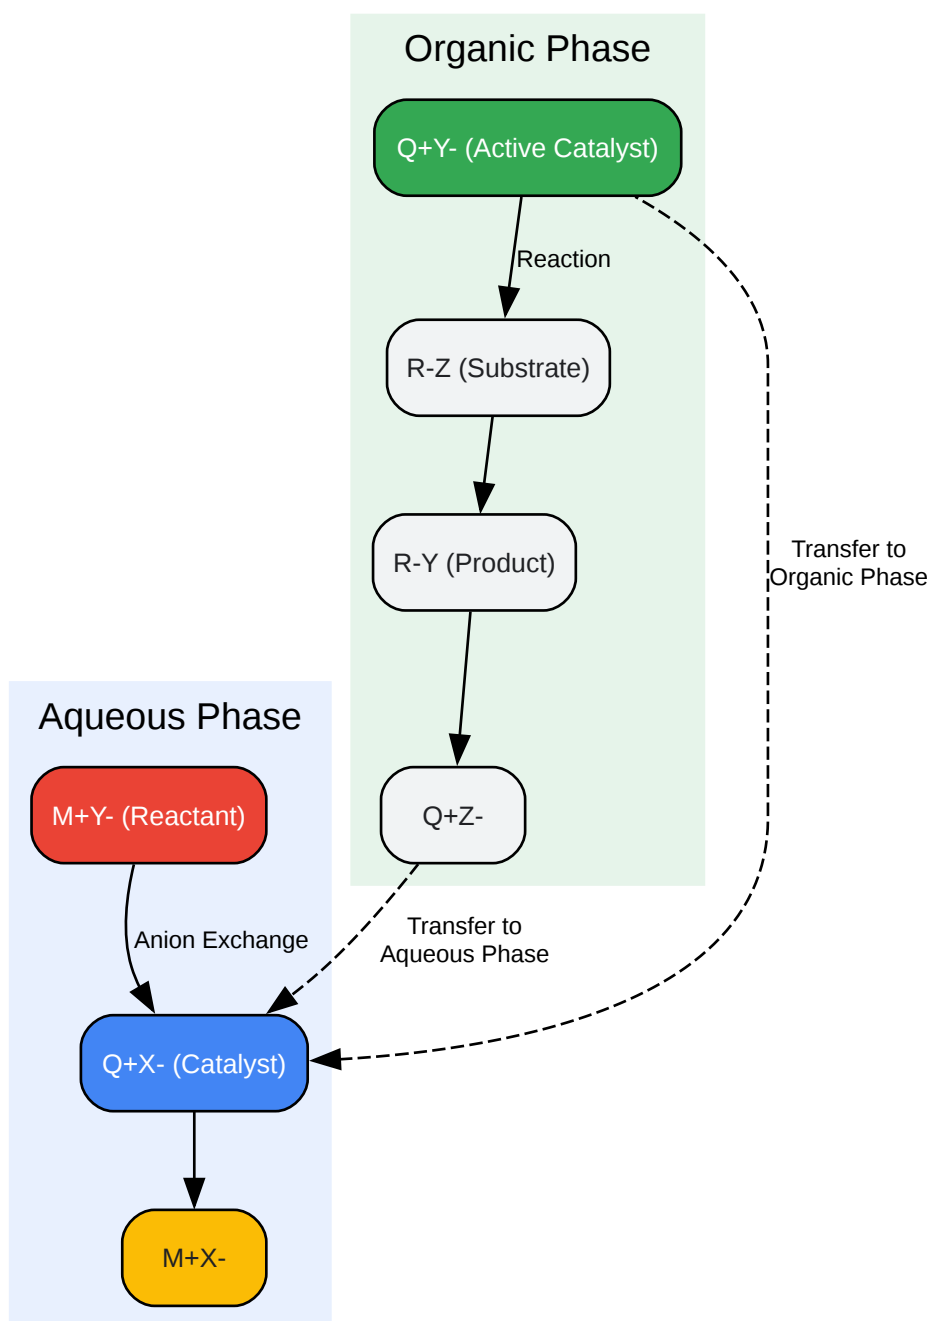 Organic Phase
Q+Y- (Active Catalyst)
Reaction
R-Z (Substrate)
R-Y (Product)
Transfer to
Organic Phase
Q+Z-
Transfer to
Aqueous Phase
Aqueous Phase
M+Y- (Reactant)
Anion Exchange
Q+X- (Catalyst)
M+X-